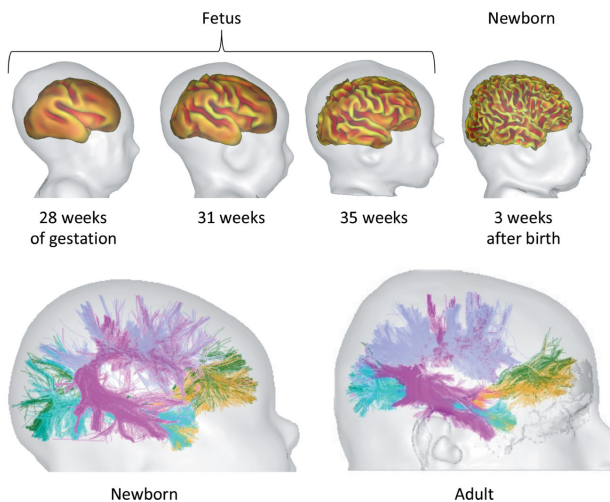 Fetus
Newborn
28 weeks
of gestation
31 weeks
35 weeks
3 weeks
after birth
Newborn
Adult